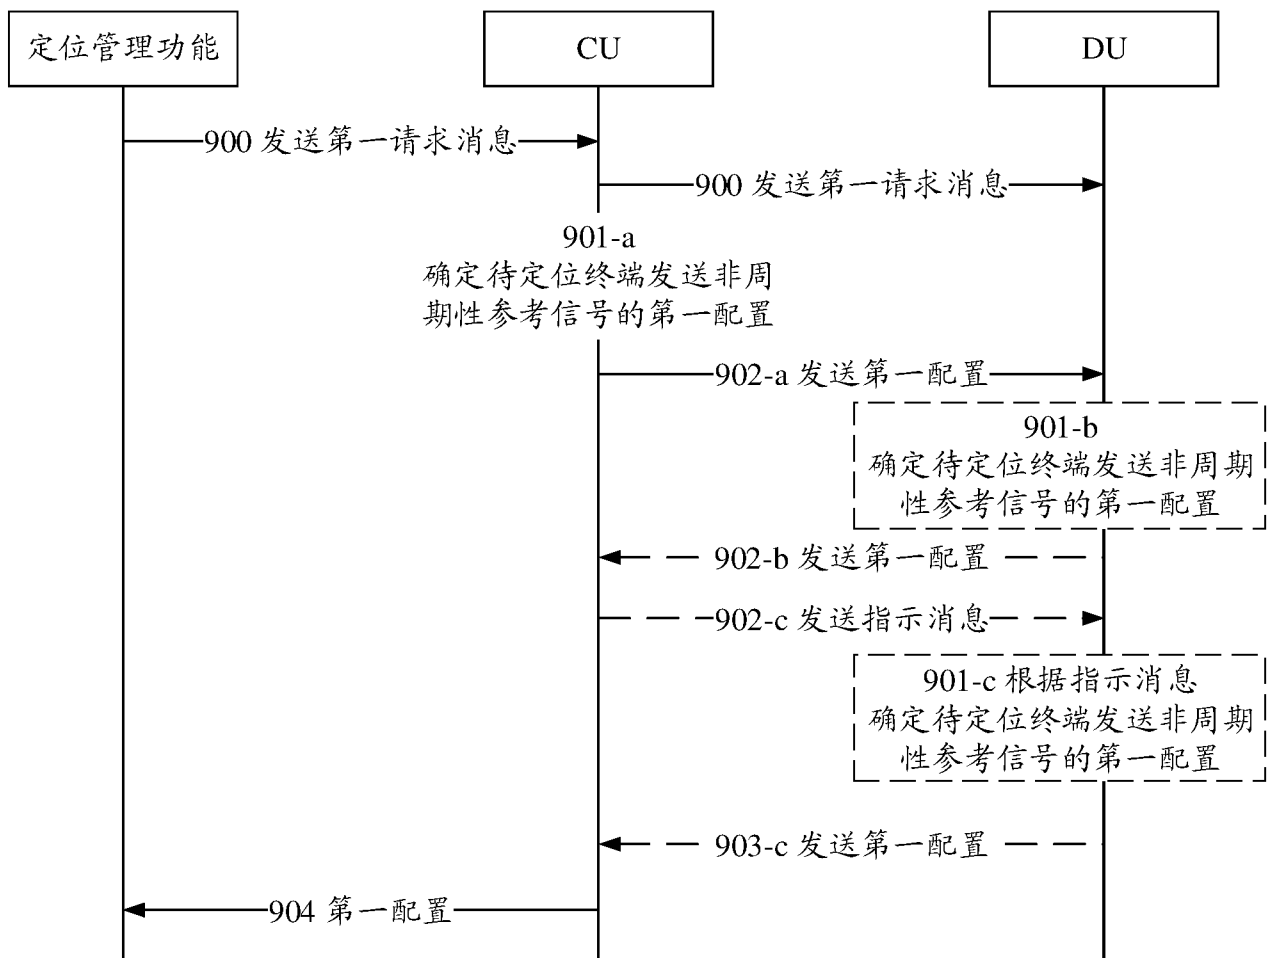 定位管理功能
CU
DU
900 发送第一请求消息
900 发送第一请求消息
901-a
确定待定位终端发送非周
期性参考信号的第一配置
902-a 发送第一配置
901-b
确定待定位终端发送非周期
性参考信号的第一配置
902-b 发送第一配置
902-c 发送指示消息
901-c 根据指示消息
确定待定位终端发送非周期
性参考信号的第一配置
903-c 发送第一配置
904 第一配置